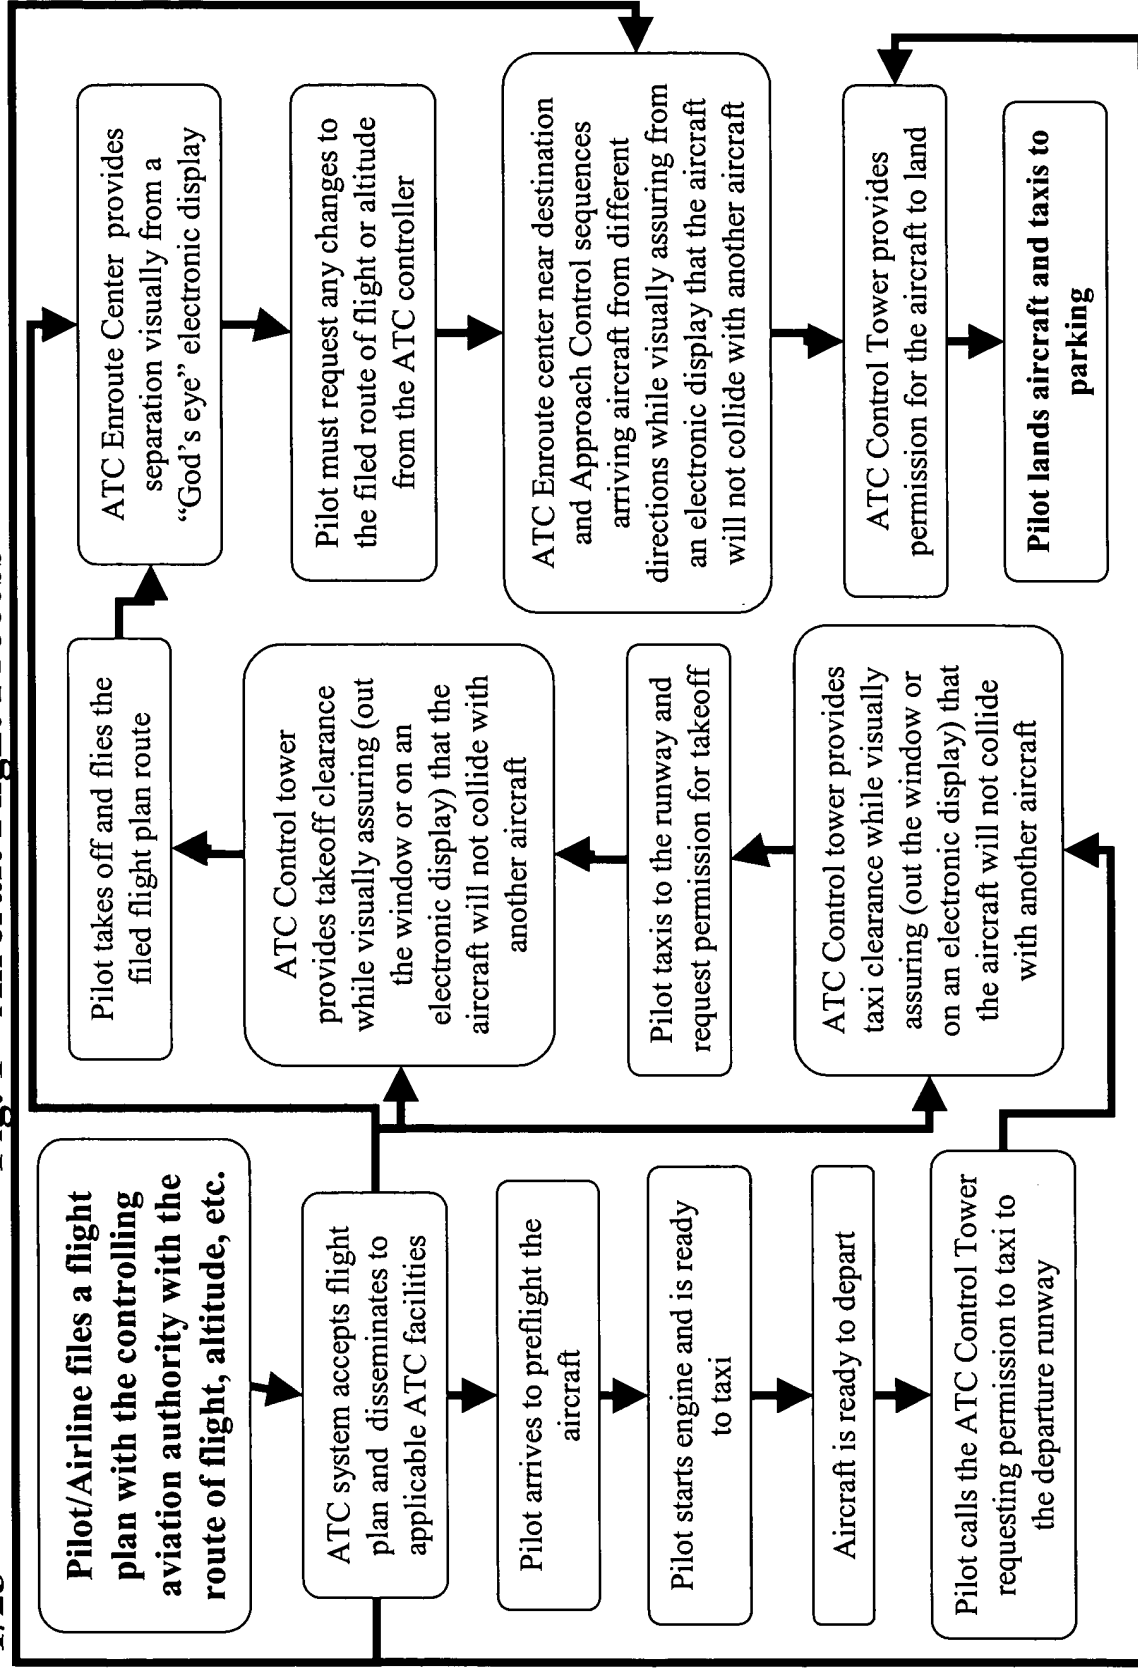 Pilot/Airline files a flight
plan with the controlling
aviation authority with the
route of flight, altitude, etc.
ATC system accepts flight
plan and disseminates to
applicable ATC facilities
Pilot arrives to preflight the
aircraft
Pilot starts engine and is ready
to taxi
Aircraft is ready to depart
Pilot calls the ATC Control Tower
requesting permission to taxi to
the departure runway
Pilot takes off and flies the
filed flight plan route
ATC Control tower
provides takeoff clearance
while visually assuring (out
the window or on an
electronic display) that the
aircraft will not collide with
another aircraft
Pilot taxis to the runway and
request permission for takeoff
ATC Control tower provides
taxi clearance while visually
assuring (out the window or
on an electronic display) that
the aircraft will not collide
with another aircraft
ATC Enroute Center provides
separation visually from a
“God’s eye” electronic display
Pilot must request any changes to
the filed route of flight or altitude
from the ATC controller
ATC Enroute center near destination
and Approach Control sequences
arriving aircraft from different
directions while visually assuring from
an electronic display that the aircraft
will not collide with another aircraft
ATC Control Tower provides
permission for the aircraft to land
Pilot lands aircraft and taxis to
parking